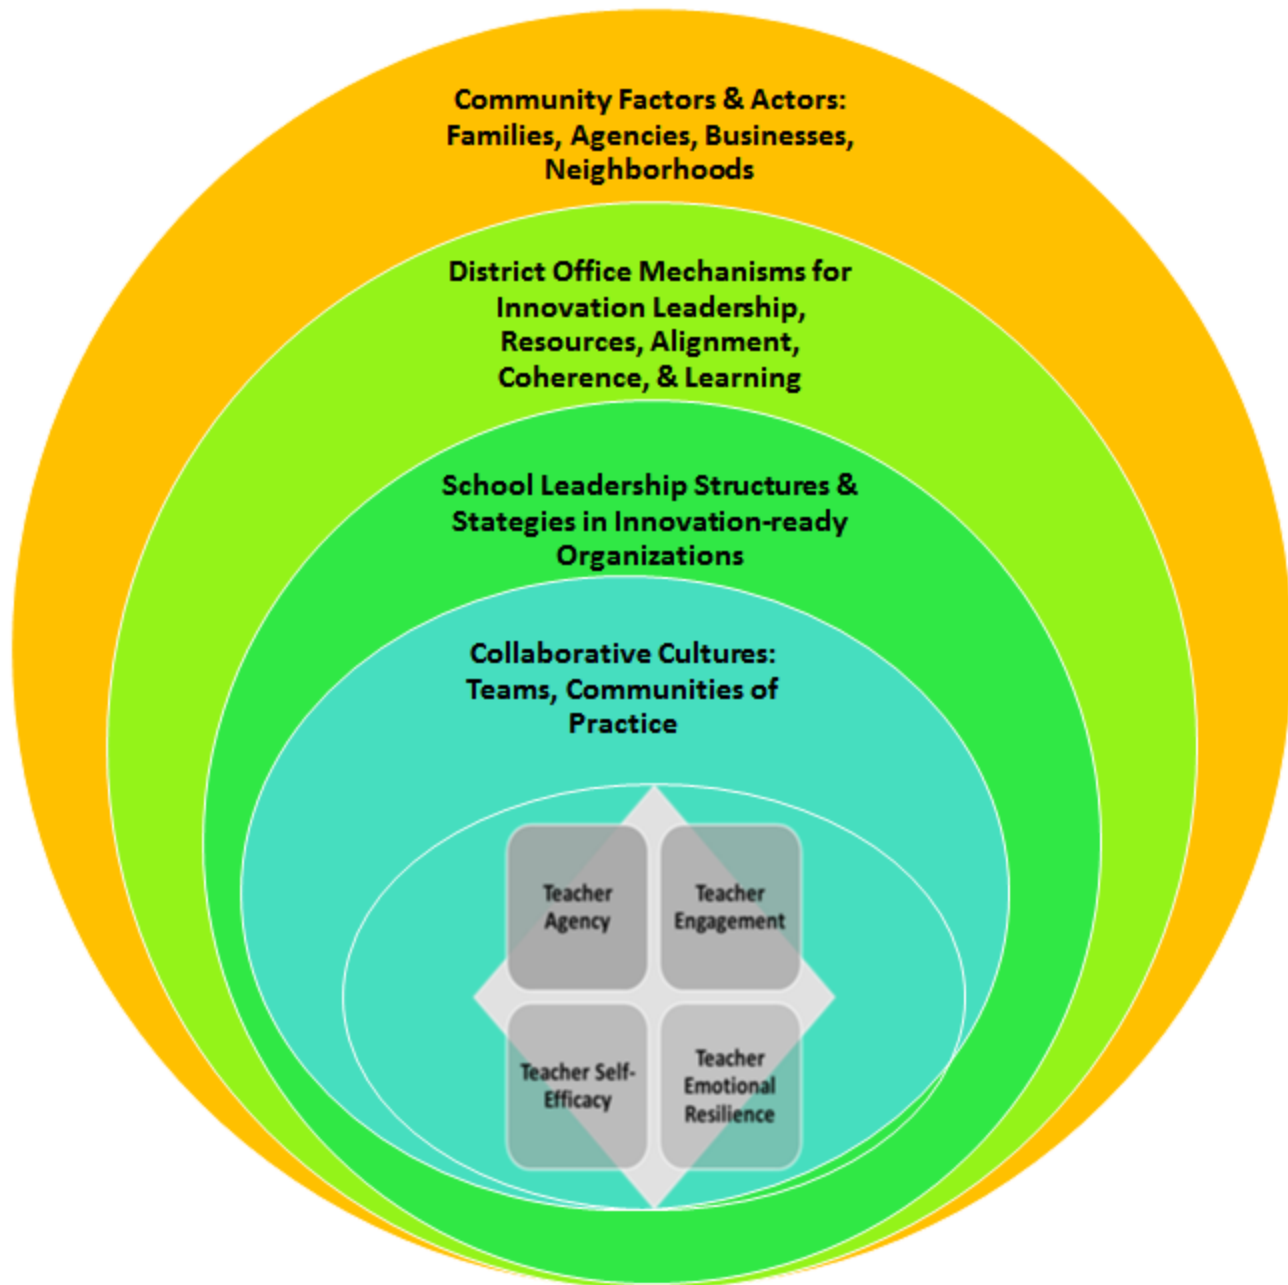 Community Factors & Actors:
Families, Agencies, Businesses,
Neighborhoods
District Office Mechanisms for
Innovation Leadership,
Resources, Alignment,
Coherence, & Learning
School Leadership Structures &
Stategies in Innovation-ready
Organizations
Collaborative Cultures:
Teams, Communities of
Practice
Teacher
Agency
Teacher
Engagement
Teacher Self-
Efficacy
Teacher
Emotional
Resilience